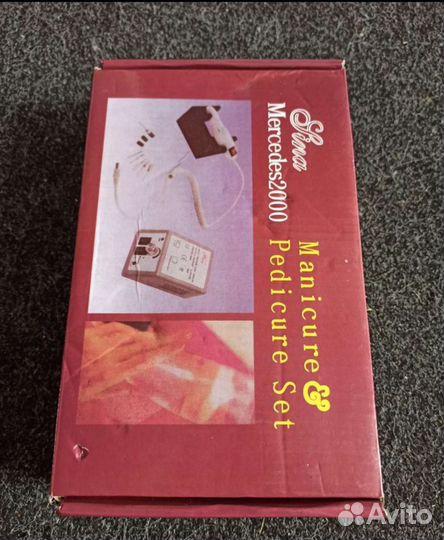 Sina
Mercedes2000
Manicure &
Pedicure Set
Avito